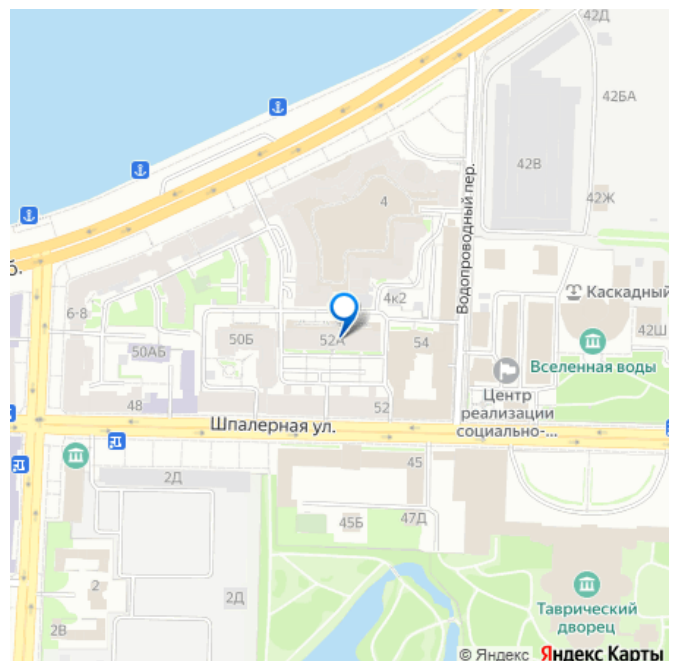 42Д
42БА
42В
4
42Ж
Водопроводный пер.
б.
4к2
Каскадный
6-8
50Б
52А
54
42Ш
50АБ
Вселенная воды
Центр
реализации
социально-...
48
52
Шпалерная ул.
45
2Д
45Б
47Д
2
2Д
Таврический
дворец
2В
© Яндекс Яндекс Карты